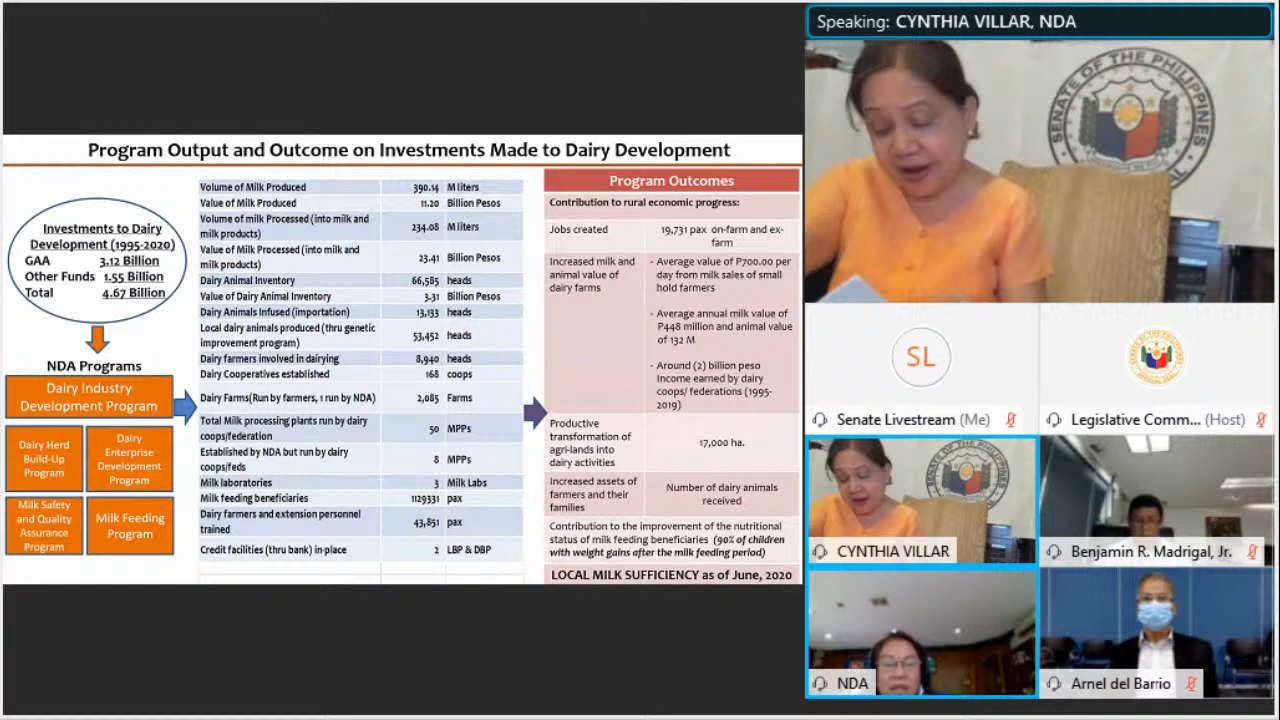 Speaking: CYNTHIA VILLAR, NDA
SENATE OF THE PHILIPPINES
Program Output and Outcome on Investments Made to Dairy Development
Investments to Dairy
Development (1995-2020)
GAA 3.12 Billion
Other Funds 1.55 Billion
Total 4.67 Billion
NDA Programs
Dairy Industry
Development Program
Dairy Herd
Build-Up
Program
Dairy
Enterprise
Development
Program
Milk Safety
and Quality
Assurance
Program
Milk Feeding
Program
Volume of Milk Produced 390.14 M liters
Value of Milk Produced 11.20 Billion Pesos
Volume of milk Processed (into milk and
milk products) 234.08 M liters
Value of Milk Processed (into milk and
milk products) 23.41 Billion Pesos
Dairy Animal Inventory 66,585 heads
Value of Dairy Animal Inventory 3.31 Billion Pesos
Dairy Animals Infused (importation) 13,133 heads
Local dairy animals produced (thru genetic
improvement program) 53,452 heads
Dairy farmers involved in dairying 8,940 heads
Dairy Cooperatives established 168 coops
Dairy Farms(Run by farmers, 1 run by NDA) 2,085 Farms
Total Milk processing plants run by dairy
coops/federation 50 MPPs
Established by NDA but run by dairy
coops/feds 8 MPPs
Milk laboratories 3 Milk Labs
Milk feeding beneficiaries 1129331 pax
Dairy farmers and extension personnel
trained 43,851 pax
Credit facilities (thru bank) in-place 2 LBP & DBP
Program Outcomes
Contribution to rural economic progress:
Jobs created 19,731 pax on-farm and ex-
farm
Increased milk and
animal value of
dairy farms
- Average value of P700.00 per
day from milk sales of small
hold farmers
- Average annual milk value of
P448 million and animal value
of 132 M
- Around (2) billion peso
Income earned by dairy
coops/ federations (1995-
2019)
Productive
transformation of
agri-lands into
dairy activities
17,000 ha.
Increased assets of
farmers and their
families
Number of dairy animals
received
Contribution to the improvement of the nutritional
status of milk feeding beneficiaries (90% of children
with weight gains after the milk feeding period)
LOCAL MILK SUFFICIENCY as of June, 2020
SL
Senate Livestream (Me)
Legislative Comm... (Host)
CYNTHIA VILLAR
Benjamin R. Madrigal, Jr.
NDA
Arnel del Barrio